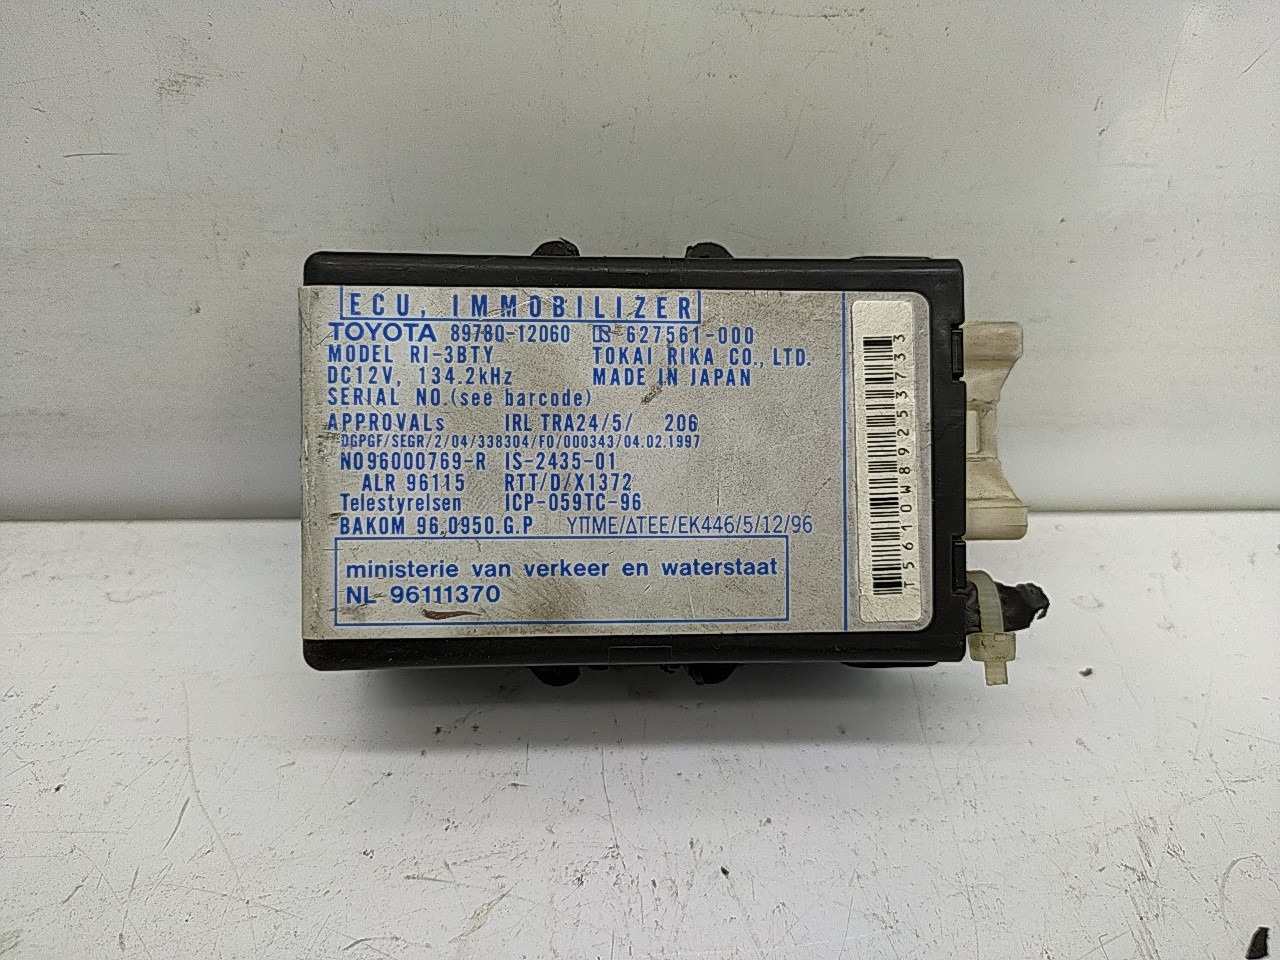 ECU, IMMOBILIZER
TOYOTA 89780-12060 627561-000
MODEL RI-3BTY TOKAI RIKA CO., LTD.
DC12V, 134.2kHz MADE IN JAPAN
SERIAL NO.(see barcode)
APPROVALs IRL TRA24/5/ 206
DGPGF/SEGR/2/04/338304/FO/000343/04.02.1997
NO96000769-R IS-2435-01
ALR 96115 RTT/D/X1372
Telestyrelsen ICP-059TC-96
BAKOM 96.0950.G.P ΥΠΜΕ/ΔΤΕΕ/ΕΚ446/5/12/96
ministerie van verkeer en waterstaat
NL 96111370
T5610W89253733